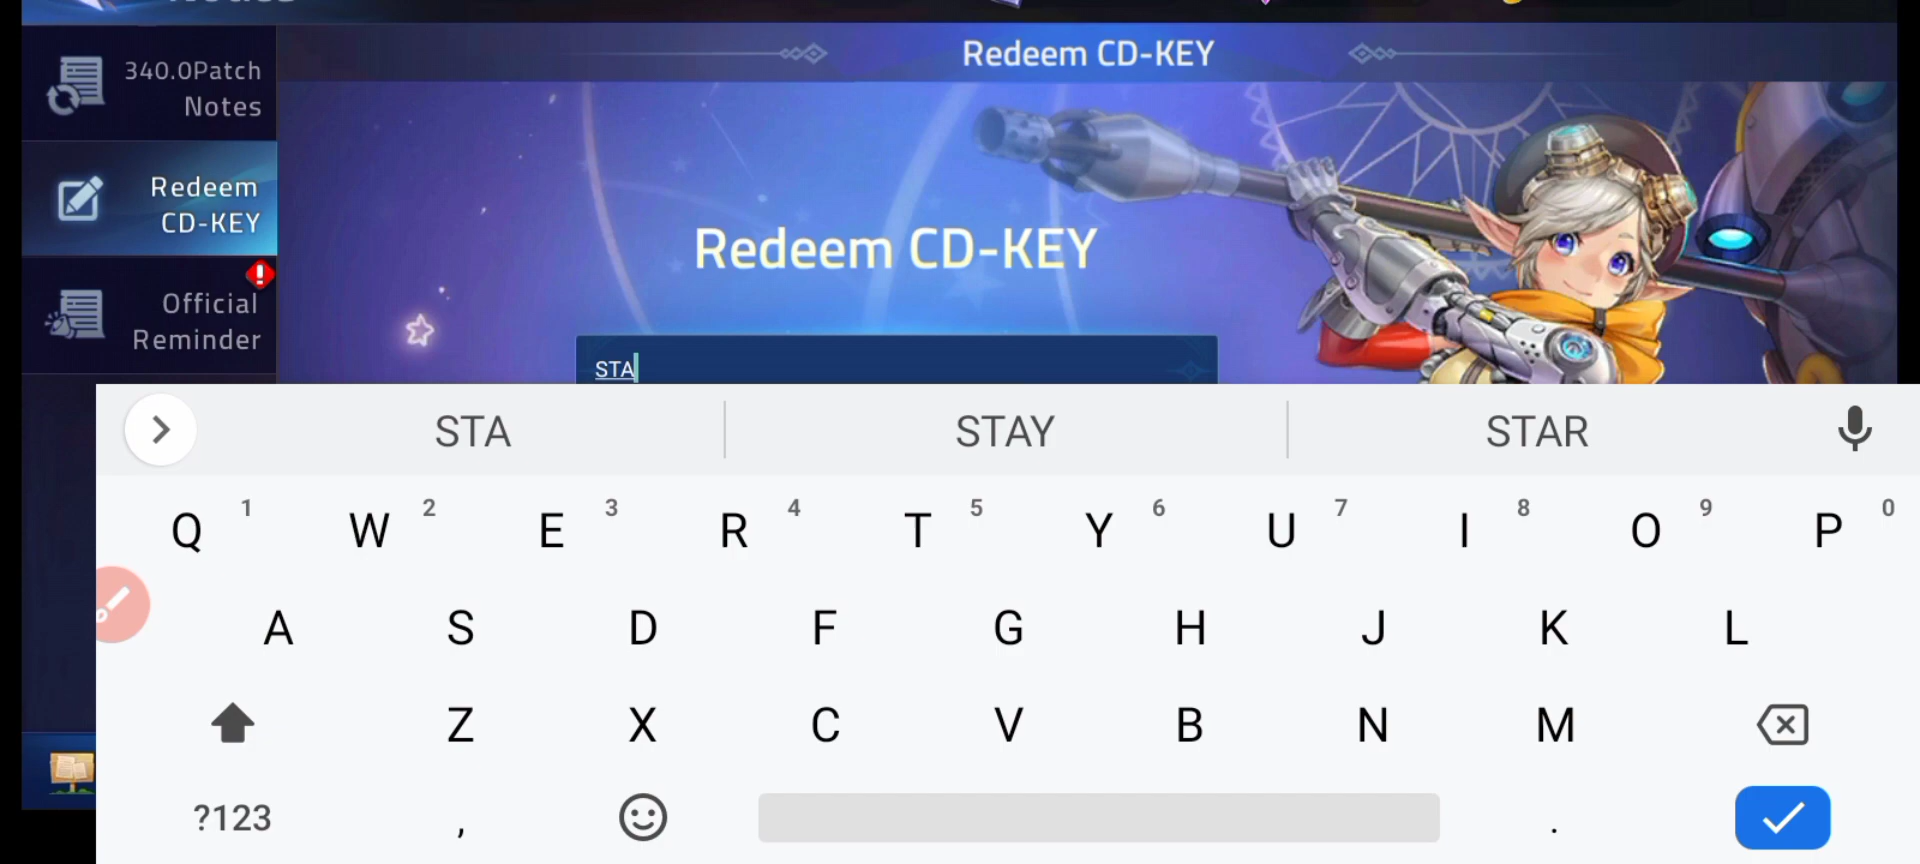 Redeem CD-KEY
340.0Patch
Notes
Redeem
CD-KEY
Official
Reminder
Redeem CD-KEY
STA
STA STAY STAR
Q 1 W 2 E 3 R 4 T 5 Y 6 U 7 I 8 O 9 P 0
A S D F G H J K L
Z X C V B N M
?123 , .